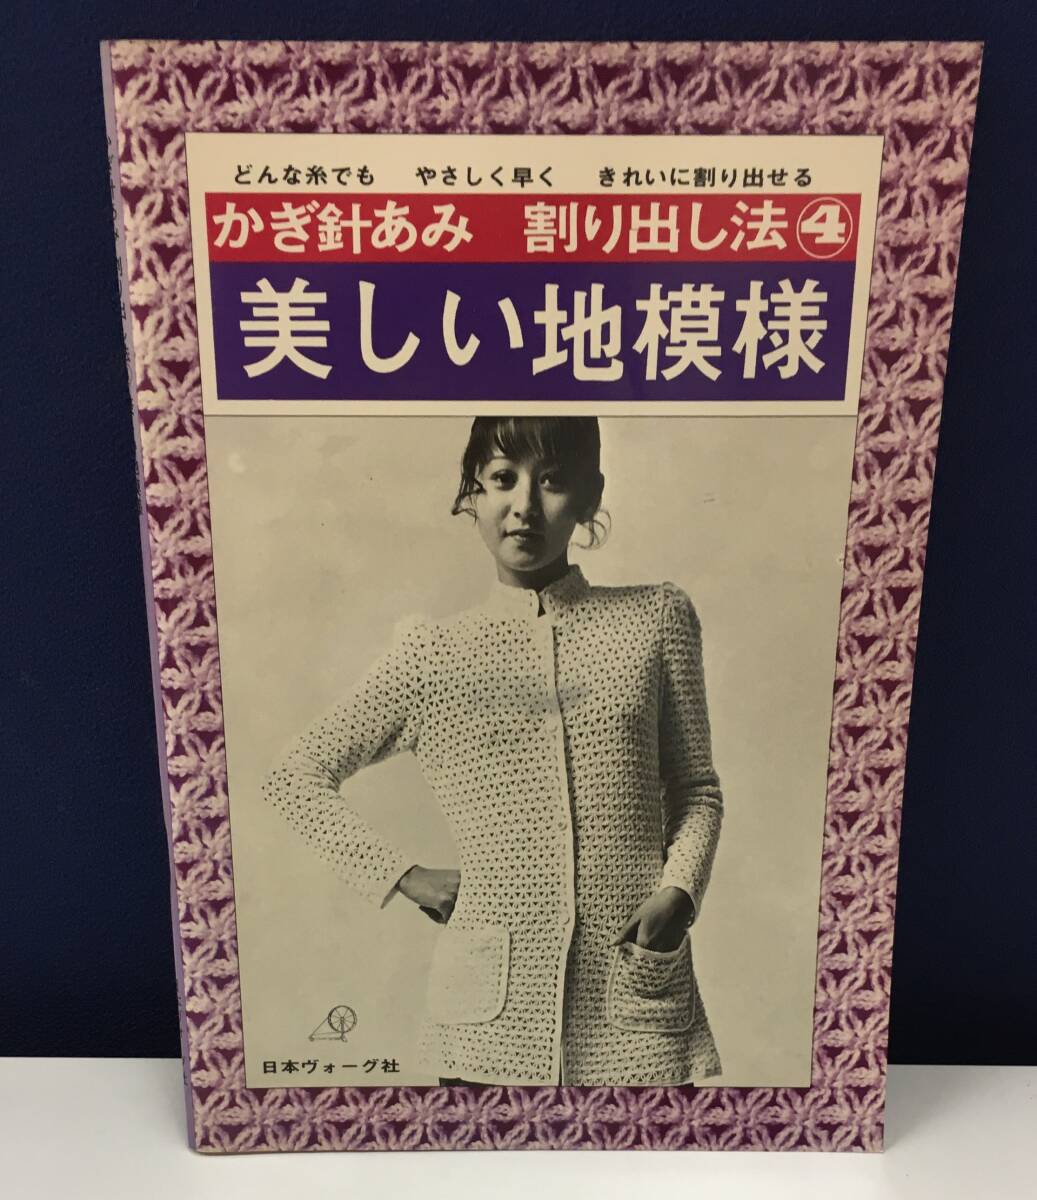 どんな糸でも　やさしく早く　きれいに割り出せる
かぎ針あみ　割り出し法④
美しい地模様
日本ヴォーグ社